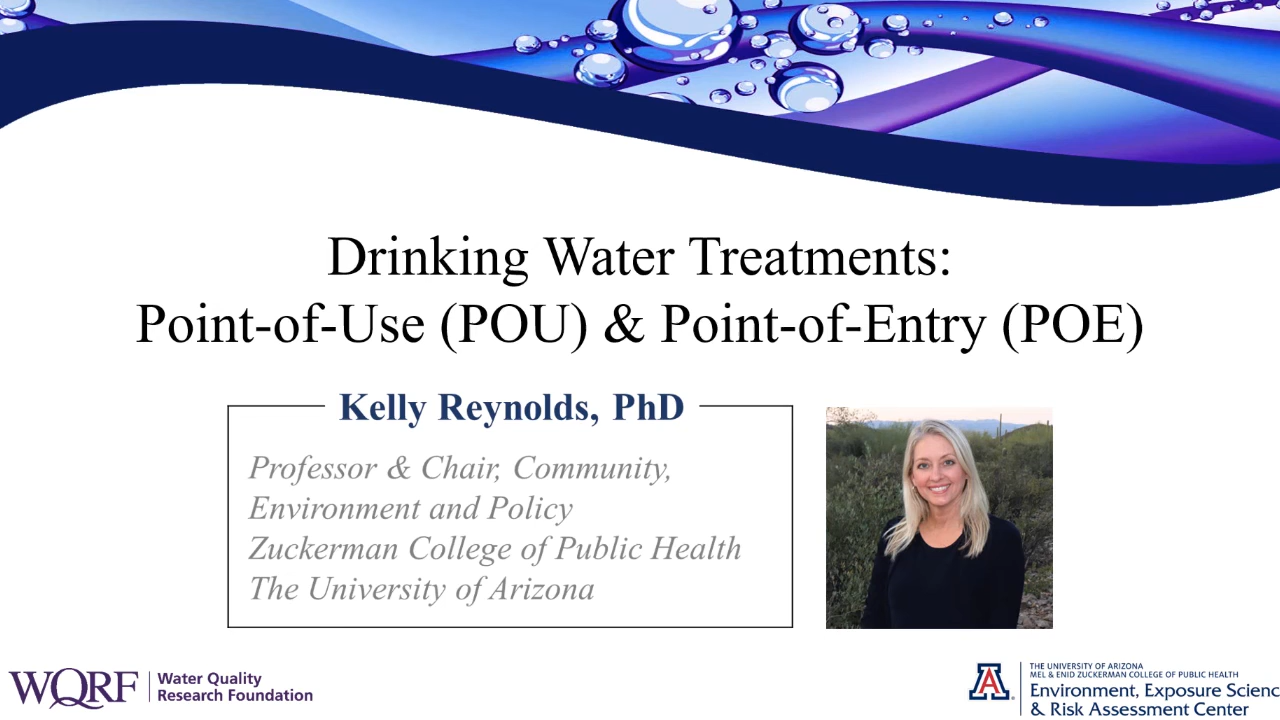 Drinking Water Treatments:
Point-of-Use (POU) & Point-of-Entry (POE)
Kelly Reynolds, PhD
Professor & Chair, Community,
Environment and Policy
Zuckerman College of Public Health
The University of Arizona
WQRF
Water Quality
Research Foundation
A
THE UNIVERSITY OF ARIZONA
MEL & ENID ZUCKERMAN COLLEGE OF PUBLIC HEALTH
Environment, Exposure Scienc
& Risk Assessment Center